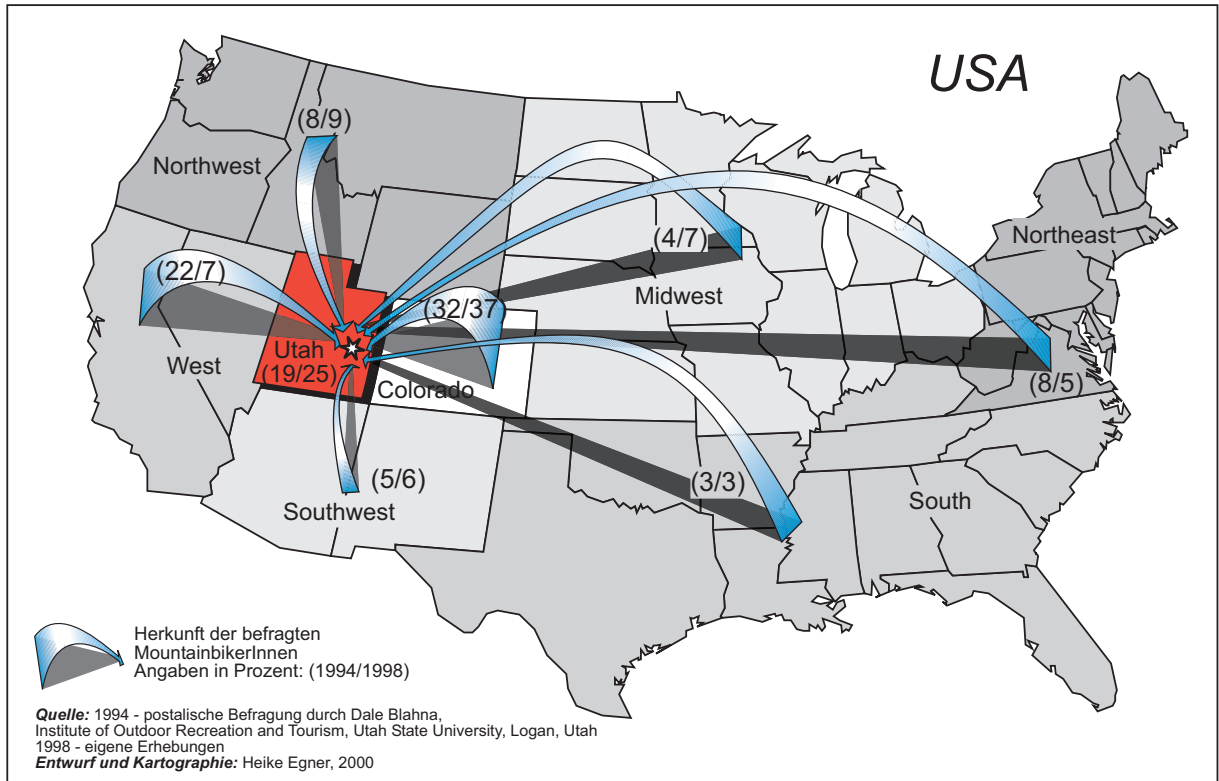 USA
(8/9)
Northwest
Northeast
(4/7)
(22/7)
Midwest
(32/37
Utah
(19/25)
West
Colorado
(8/5)
(5/6)
(3/3)
Southwest
South
Herkunft der befragten
MountainbikerInnen
Angaben in Prozent: (1994/1998)
Quelle: 1994 - postalische Befragung durch Dale Blahna,
Institute of Outdoor Recreation and Tourism, Utah State University, Logan, Utah
1998 - eigene Erhebungen
Entwurf und Kartographie: Heike Egner, 2000